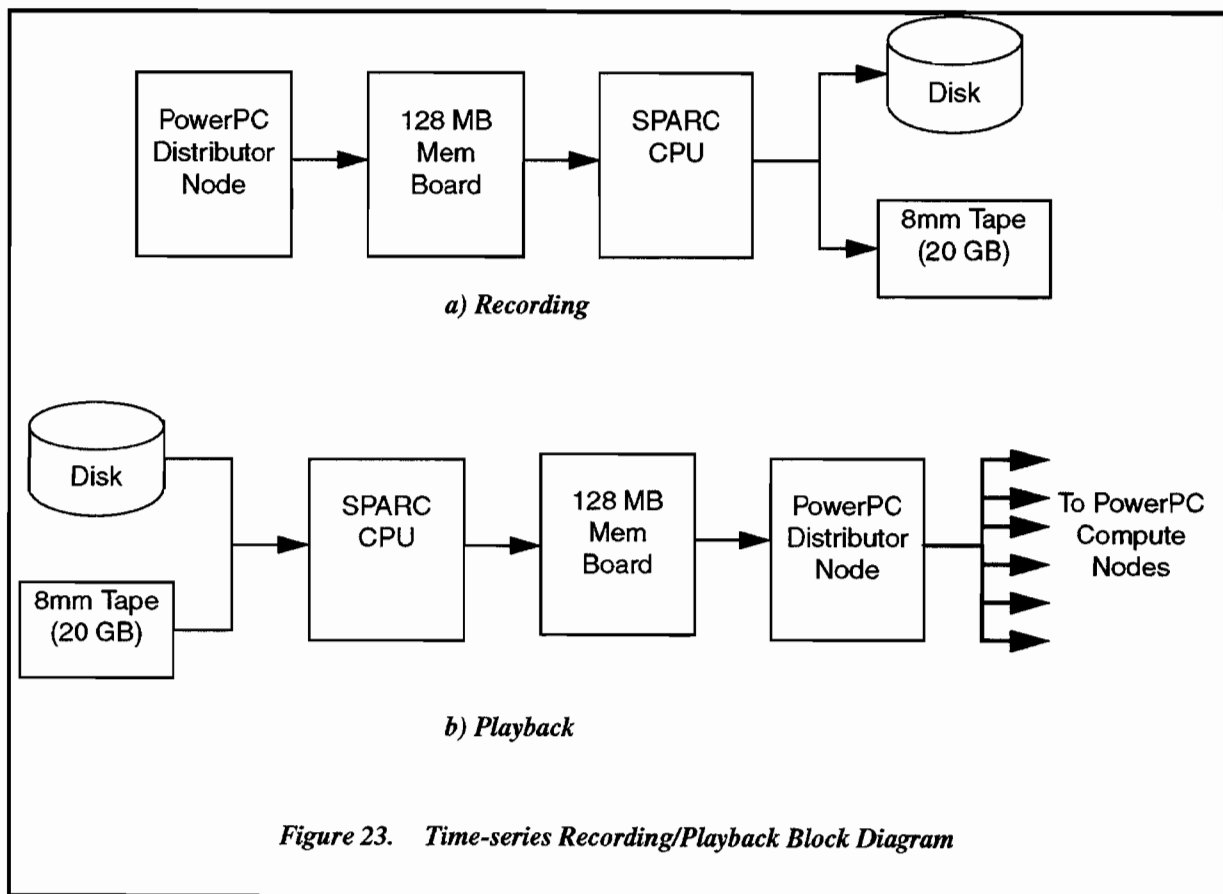 PowerPC
Distributor
Node
128 MB
Mem
Board
SPARC
CPU
Disk
8mm Tape
(20 GB)
a) Recording
Disk
8mm Tape
(20 GB)
SPARC
CPU
128 MB
Mem
Board
PowerPC
Distributor
Node
To PowerPC
Compute
Nodes
b) Playback
Figure 23. Time-series Recording/Playback Block Diagram